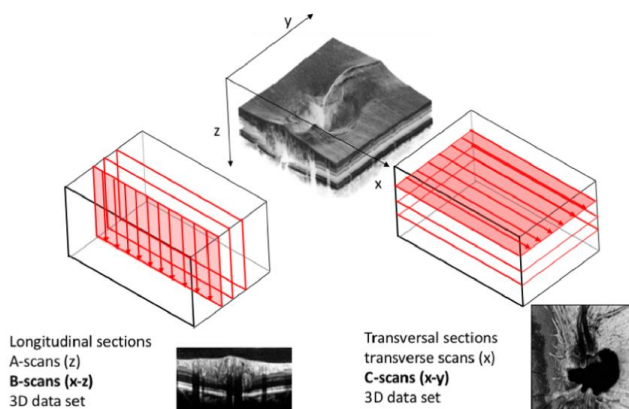 y
z
x
Longitudinal sections
A-scans (z)
B-scans (x-z)
3D data set
Transversal sections
transverse scans (x)
C-scans (x-y)
3D data set